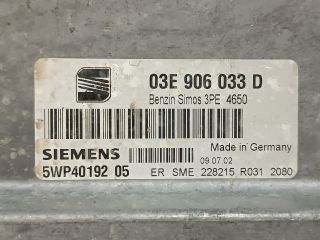 03E 906 033 D
Benzin Simos 3PE 4650
Made in Germany
SIEMENS
09.07.02
5WP40192 05
ER SME 228215 R031 2080